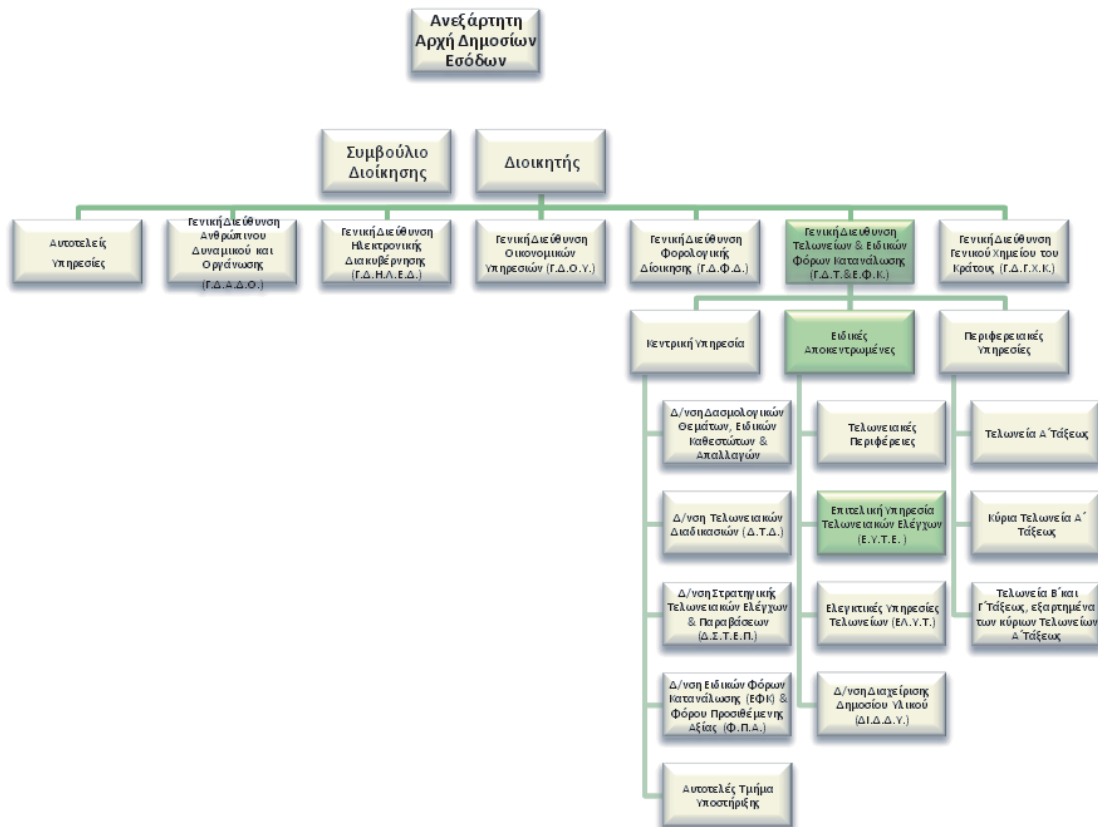 Ανεξάρτητη
Αρχή Δημοσίων
Εσόδων
Συμβούλιο
Διοίκησης
Διοικητής
Αυτοτελείς
Υπηρεσίες
Γενική Διεύθυνση
Ανθρώπινου
Δυναμικού και
Οργάνωσης
(Γ.Δ.Α.Δ.Ο.)
Γενική Διεύθυνση
Ηλεκτρονικής
Διακυβέρνησης
(Γ.Δ.Η.Λ.Ε.Δ.)
Γενική Διεύθυνση
Οικονομικών
Υπηρεσιών (Γ.Δ.Ο.Υ.)
Γενική Διεύθυνση
Φορολογικής
Δίοικησης (Γ.Δ.Φ.Δ.)
Γενική Διευθυνση
Τελωνείων & Ειδικών
Φόρων Κατανάλωσης
(Γ.Δ.Τ.&Ε.Φ.Κ.)
Γενική Διεύθυνση
Γενικού Χημείου του
Κράτους (Γ.Δ.Γ.Χ.Κ.)
Κεντρική Υπηρεσία
Ειδικές
Αποκεντρωμένες
Περιφερειακές
Υπηρεσίες
Δ/νση Δασμολογικών
Θεμάτων, Ειδικών
Καθεστώτων &
Απαλλαγών
Δ/νση Τελωνειακών
Διαδικασιών (Δ.Τ.Δ.)
Δ/νση Στρατηγικής
Τελωνειακών Ελέγχων
& Παραβάσεων
(Δ.Σ.Τ.Ε.Π.)
Δ/νση Ειδικών Φόρων
Κατανάλωσης (ΕΦΚ) &
Φόρου Προσιθέμενης
Αξίας (Φ.Π.Α.)
Αυτοτελές Τμήμα
Υποστήριξης
Τελωνειακές
Περιφέρειες
Επιτελική Υπηρεσία
Τελωνειακών Ελέγχων
(Ε.Υ.Τ.Ε.)
Ελεγκτικές Υπηρεσίες
Τελωνείων (ΕΛ.Υ.Τ.)
Δ/νση Διαχείρισης
Δημοσίου Υλικού
(ΔΙ.Δ.Δ.Υ.)
Τελωνεία Α΄Τάξεως
Κύρια Τελωνεία Α΄
Τάξεως
Τελωνεία Β΄και
Γ΄Τάξεως, εξαρτημένα
των κύριων Τελωνείων
Α΄Τάξεως